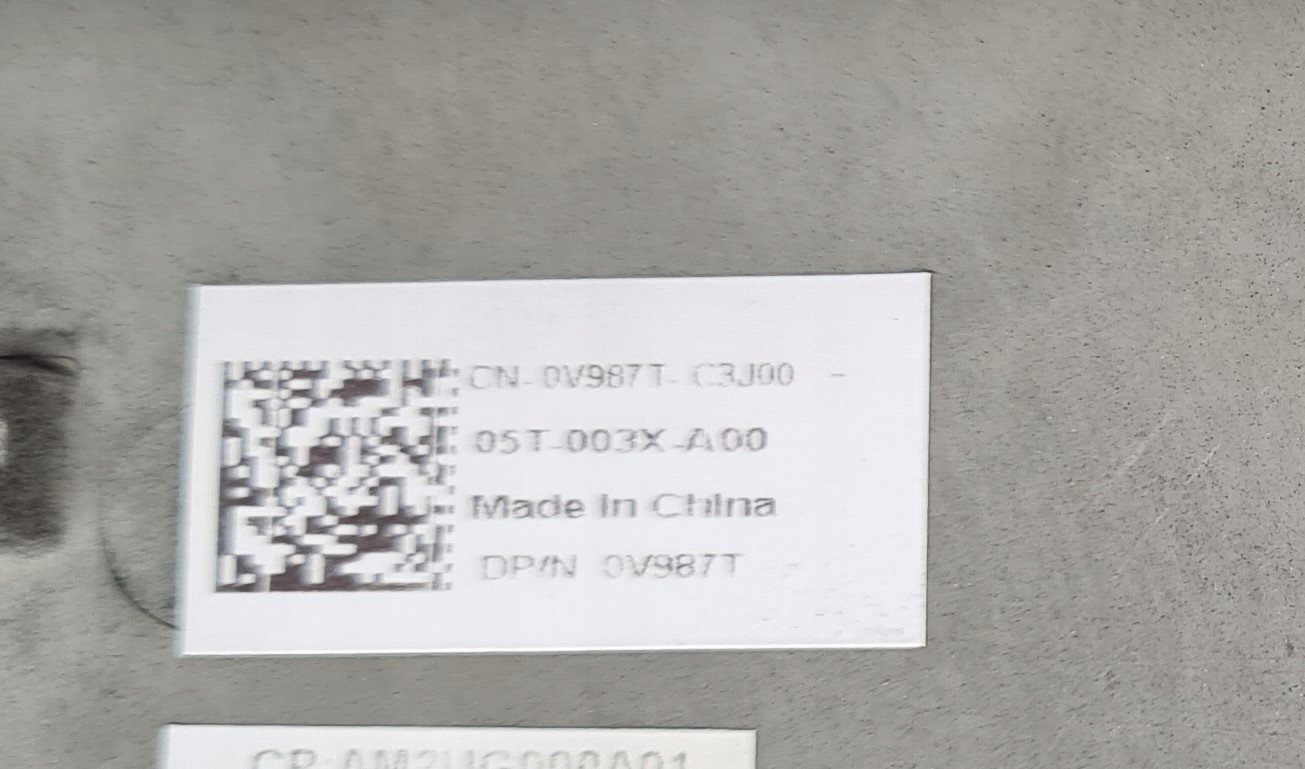 CN-0V987T-C3J00 -
05T-003X-A00
Made In China
DP/N 0V987T